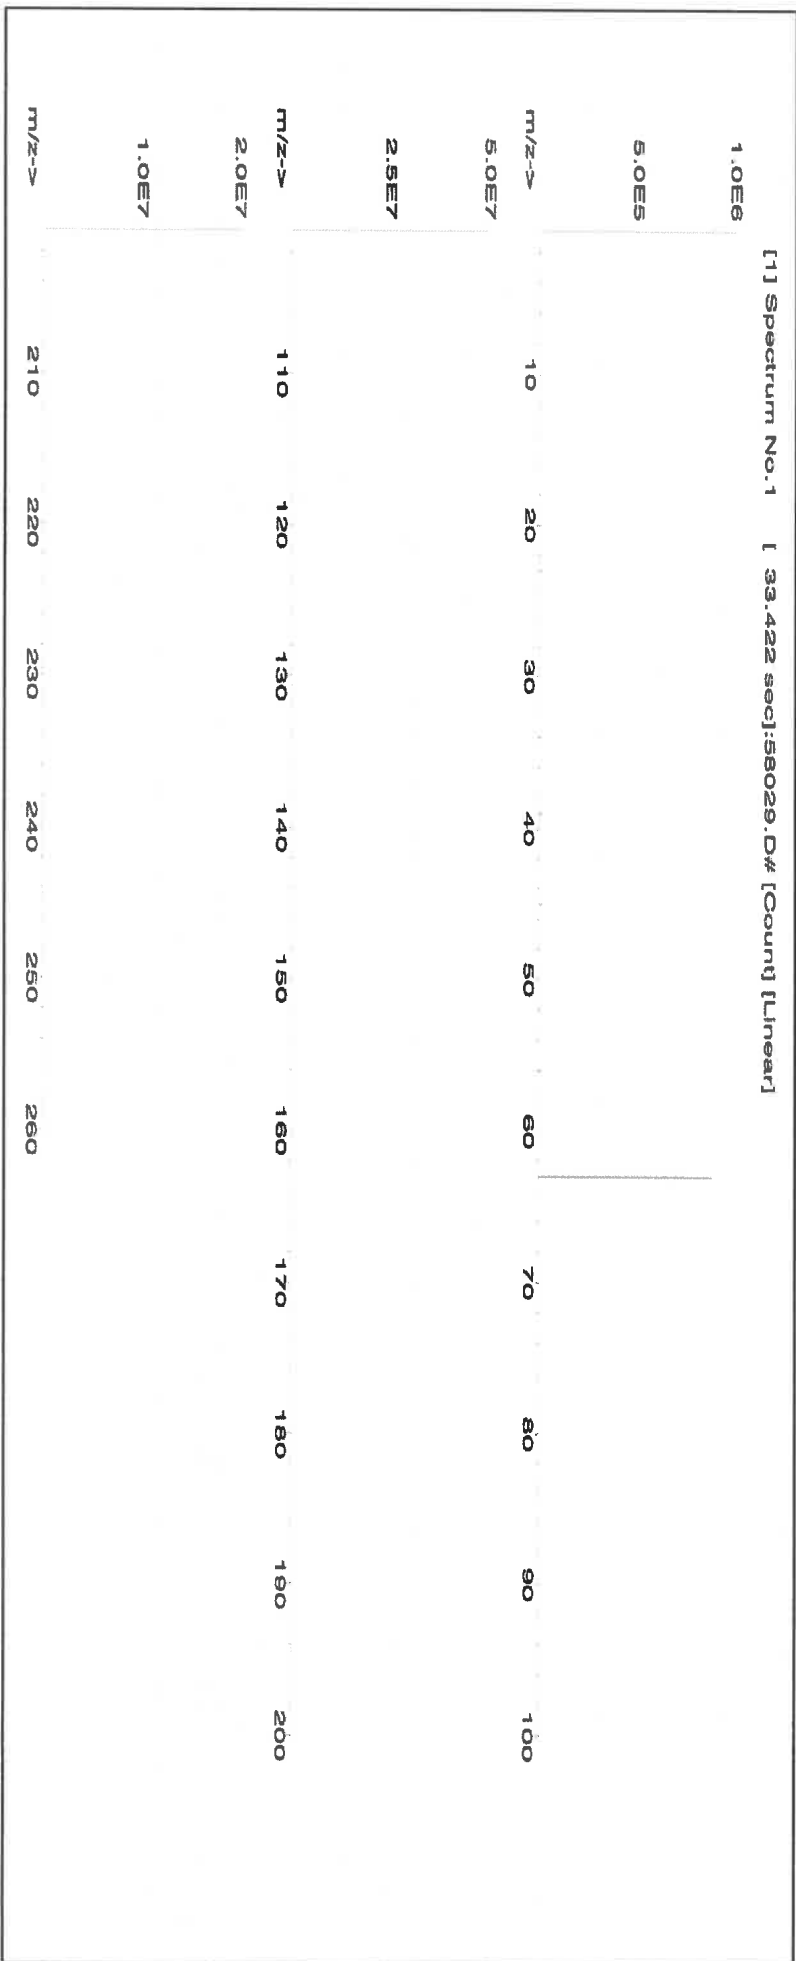 [1] Spectrum No.1 [ 33.422 sec]:58029.D# [Count] [Linear]
1.0E6
5.0E5
m/z-> 10 20 30 40 50 60 70 80 90 100
5.0E7
2.5E7
m/z-> 110 120 130 140 150 160 170 180 190 200
2.0E7
1.0E7
m/z-> 210 220 230 240 250 260